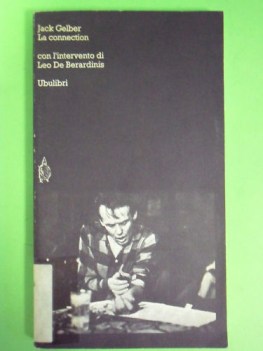 Jack Gelber
La connection
con l'intervento di
Leo De Berardinis
Ubulibri